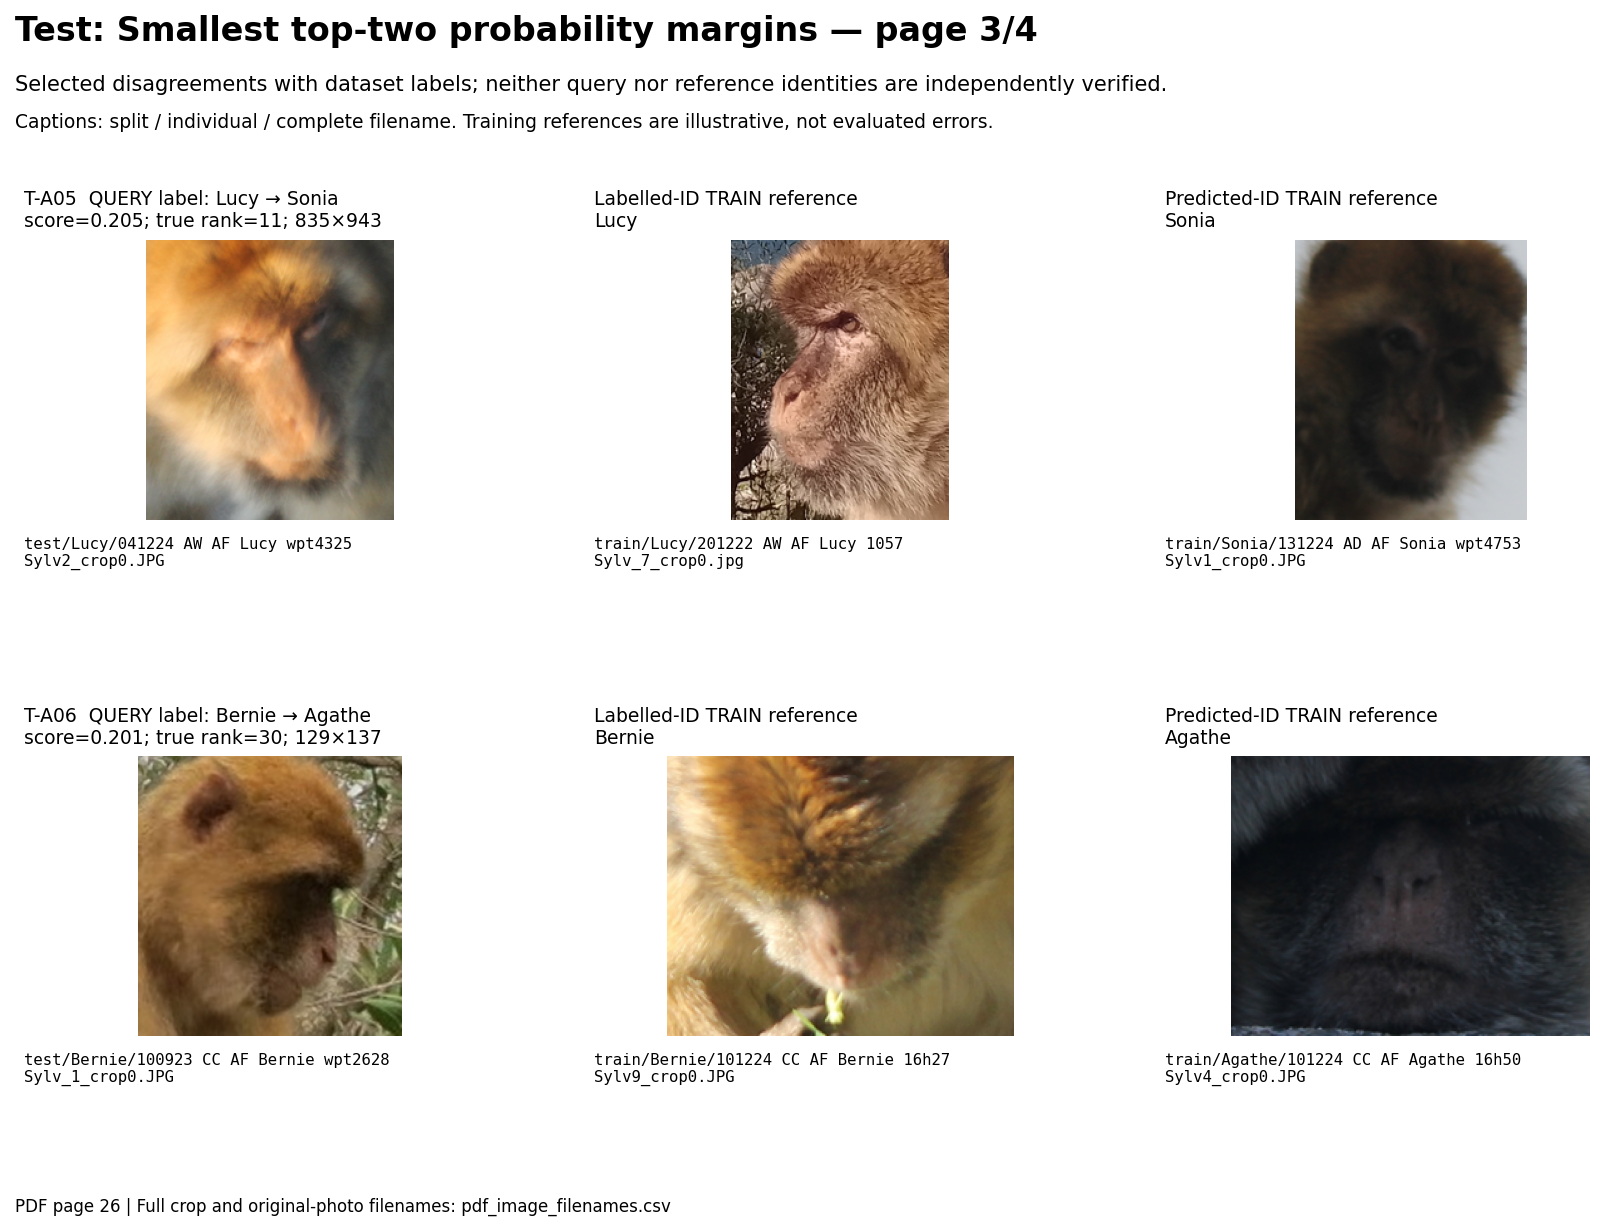 Test: Smallest top-two probability margins — page 3/4
Selected disagreements with dataset labels; neither query nor reference identities are independently verified.
Captions: split / individual / complete filename. Training references are illustrative, not evaluated errors.
T-A05  QUERY label: Lucy → Sonia
score=0.205; true rank=11; 835×943
Labelled-ID TRAIN reference
Lucy
Predicted-ID TRAIN reference
Sonia
test/Lucy/041224 AW AF Lucy wpt4325
Sylv2_crop0.JPG
train/Lucy/201222 AW AF Lucy 1057
Sylv_7_crop0.jpg
train/Sonia/131224 AD AF Sonia wpt4753
Sylv1_crop0.JPG
T-A06  QUERY label: Bernie → Agathe
score=0.201; true rank=30; 129×137
Labelled-ID TRAIN reference
Bernie
Predicted-ID TRAIN reference
Agathe
test/Bernie/100923 CC AF Bernie wpt2628
Sylv_1_crop0.JPG
train/Bernie/101224 CC AF Bernie 16h27
Sylv9_crop0.JPG
train/Agathe/101224 CC AF Agathe 16h50
Sylv4_crop0.JPG
PDF page 26 | Full crop and original-photo filenames: pdf_image_filenames.csv